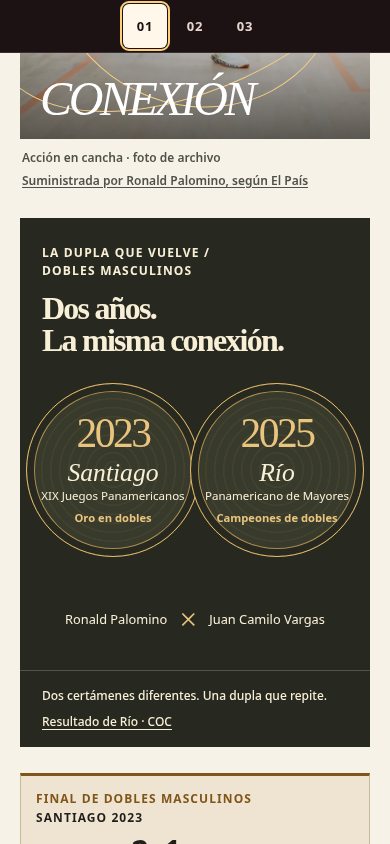 01 02 03
CONEXIÓN
Acción en cancha · foto de archivo
Suministrada por Ronald Palomino, según El País
LA DUPLA QUE VUELVE /
DOBLES MASCULINOS
Dos años.
La misma conexión.
2023
Santiago
XIX Juegos Panamericanos
Oro en dobles
2025
Río
Panamericano de Mayores
Campeones de dobles
Ronald Palomino × Juan Camilo Vargas
Dos certámenes diferentes. Una dupla que repite.
Resultado de Río · COC
FINAL DE DOBLES MASCULINOS
SANTIAGO 2023